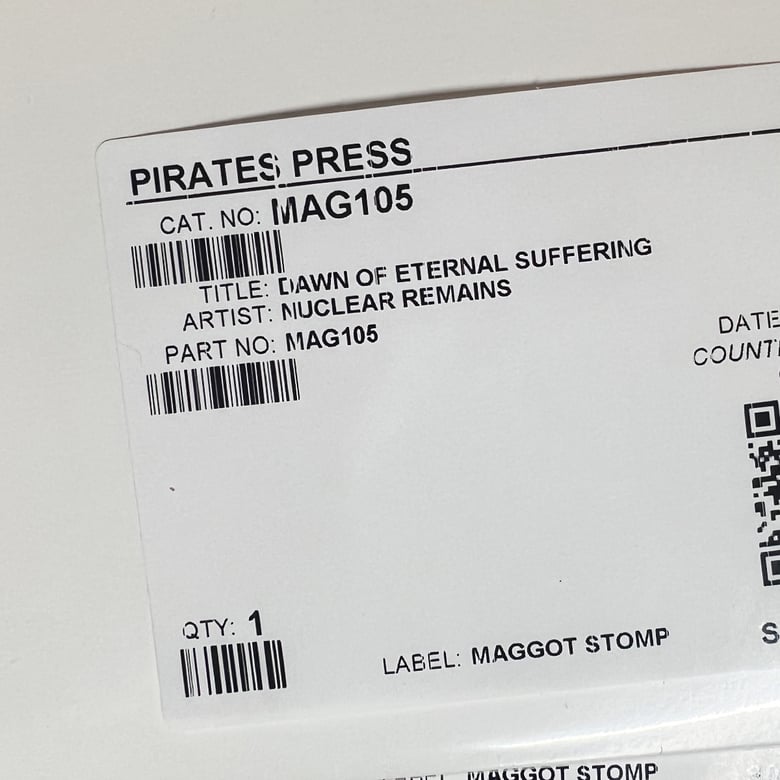 PIRATES PRESS
CAT. NO: MAG105
TITLE: DAWN OF ETERNAL SUFFERING
ARTIST: NUCLEAR REMAINS
PART NO: MAG105
DATE
QTY: 1
LABEL: MAGGOT STOMP
MAGGOT STOMP